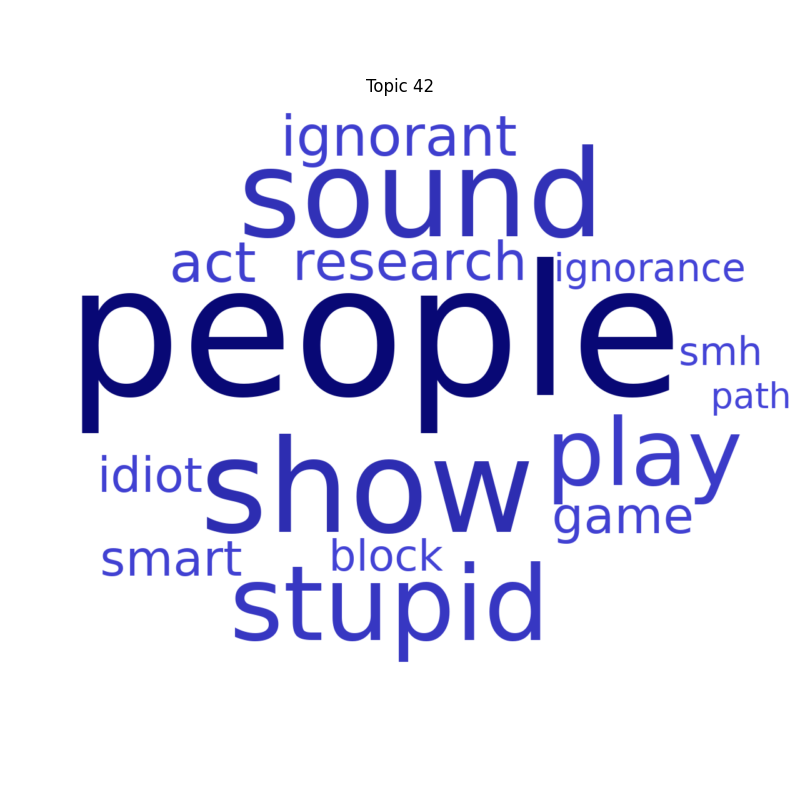 Topic 42
ignorant
sound
act research ignorance
people
smh
path
show play
idiot
game
smart block
stupid